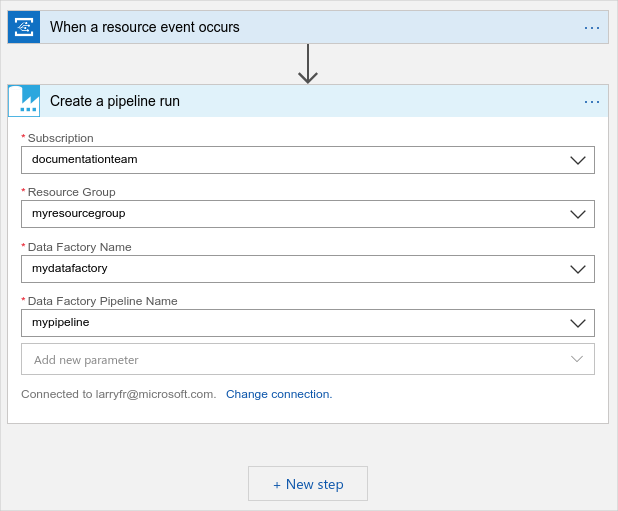 When a resource event occurs
...
Create a pipeline run
...
* Subscription
documentationteam
* Resource Group
myresourcegroup
* Data Factory Name
mydatafactory
* Data Factory Pipeline Name
mypipeline
Add new parameter
Connected to larryfr@microsoft.com. Change connection.
+ New step